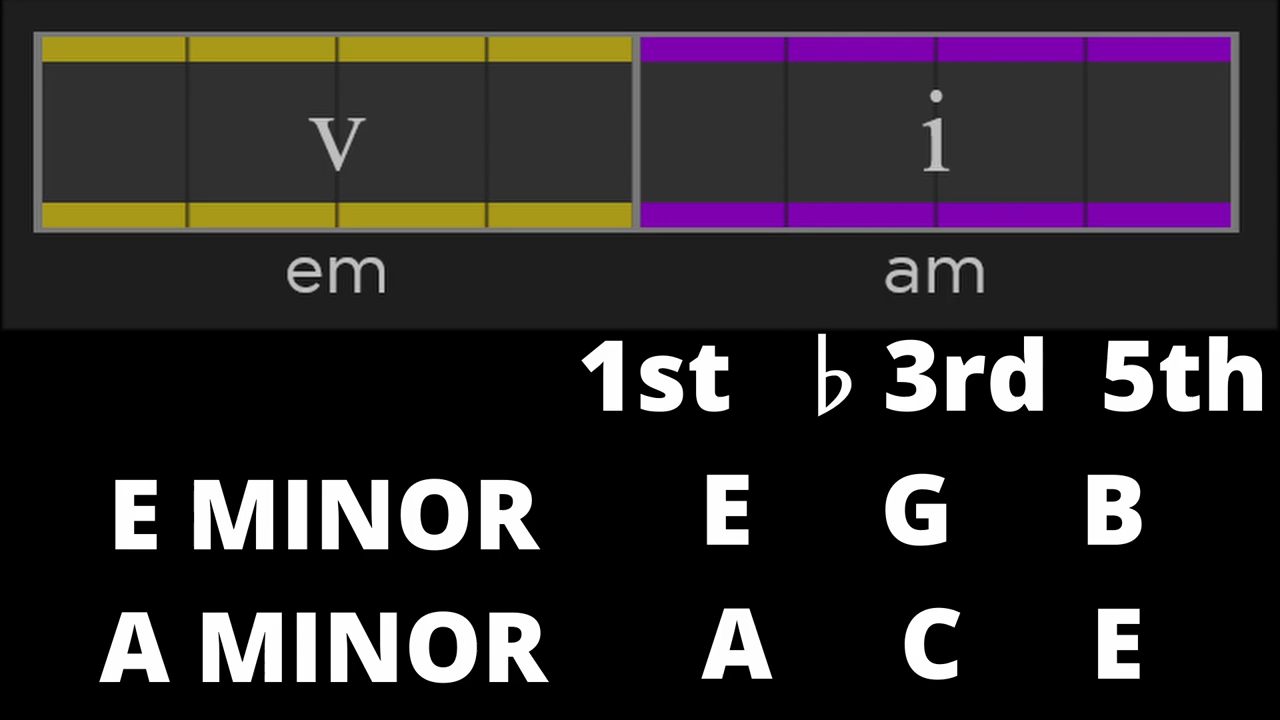 v i
em am
1st ♭ 3rd 5th
E MINOR E G B
A MINOR A C E